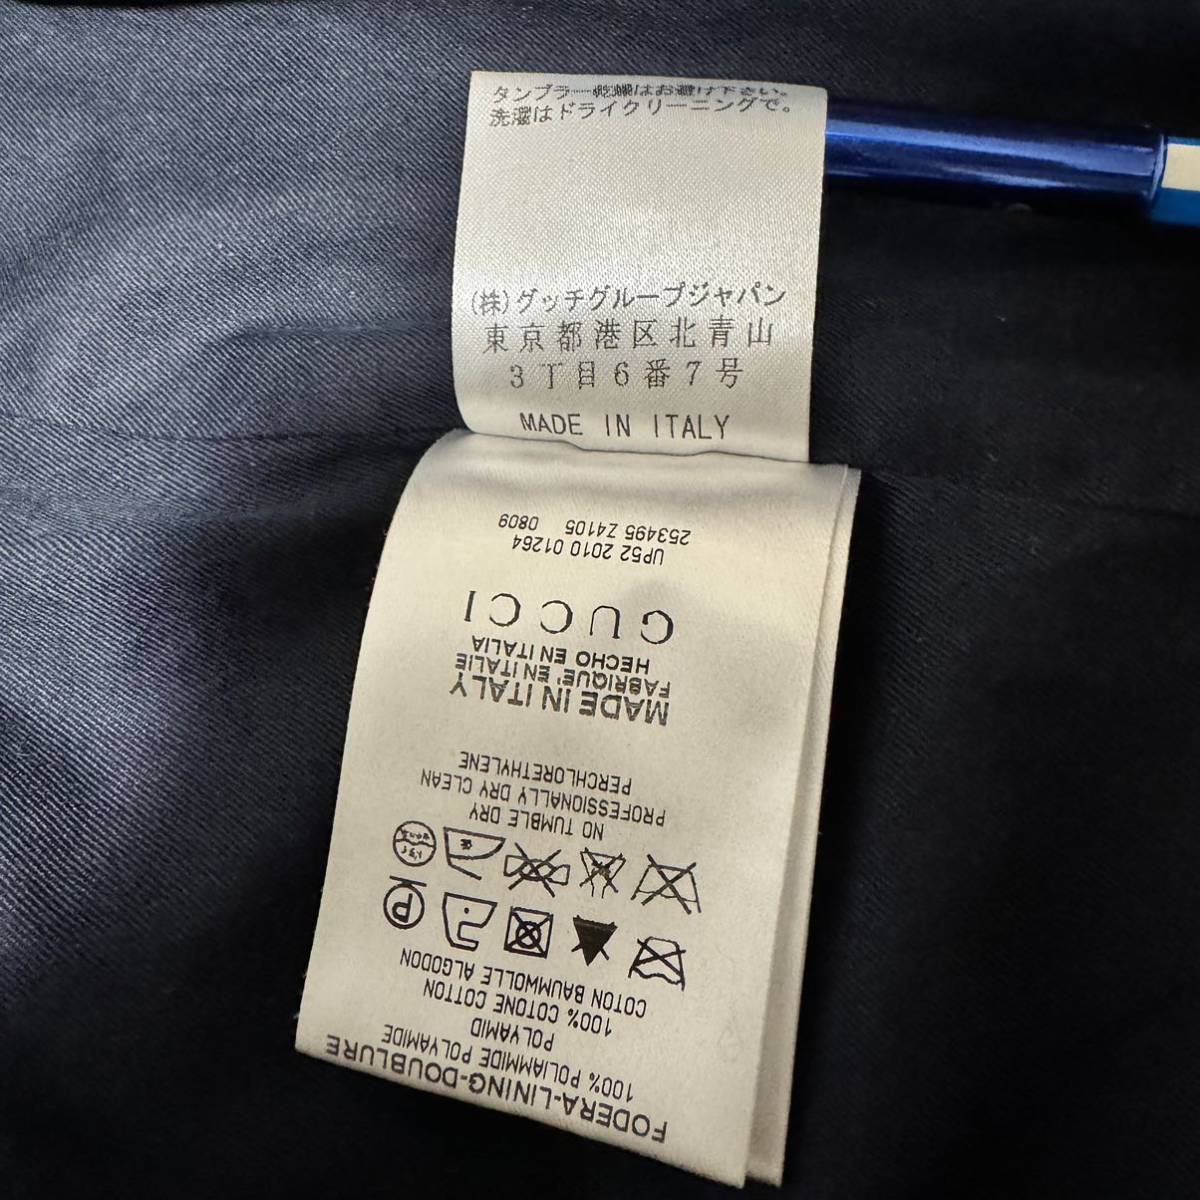 タンブラー乾燥はお避け下さい。
洗濯はドライクリーニングで。
(株)グッチグループジャパン
東京都港区北青山
3丁目6番7号
MADE IN ITALY
FODERA-LINING-DOUBLURE
100% POLIAMMIDE POLYAMIDE
POLYAMID
100% COTONE COTTON
COTON BAUMWOLLE ALGODON
P
NO TUMBLE DRY
PROFESSIONALLY DRY CLEAN
PERCHLORETHYLENE
MADE IN ITALY
FABRIQUE' EN ITALIE
HECHO EN ITALIA
GUCCI
UP52 2010 01264
253495 Z4105 0809